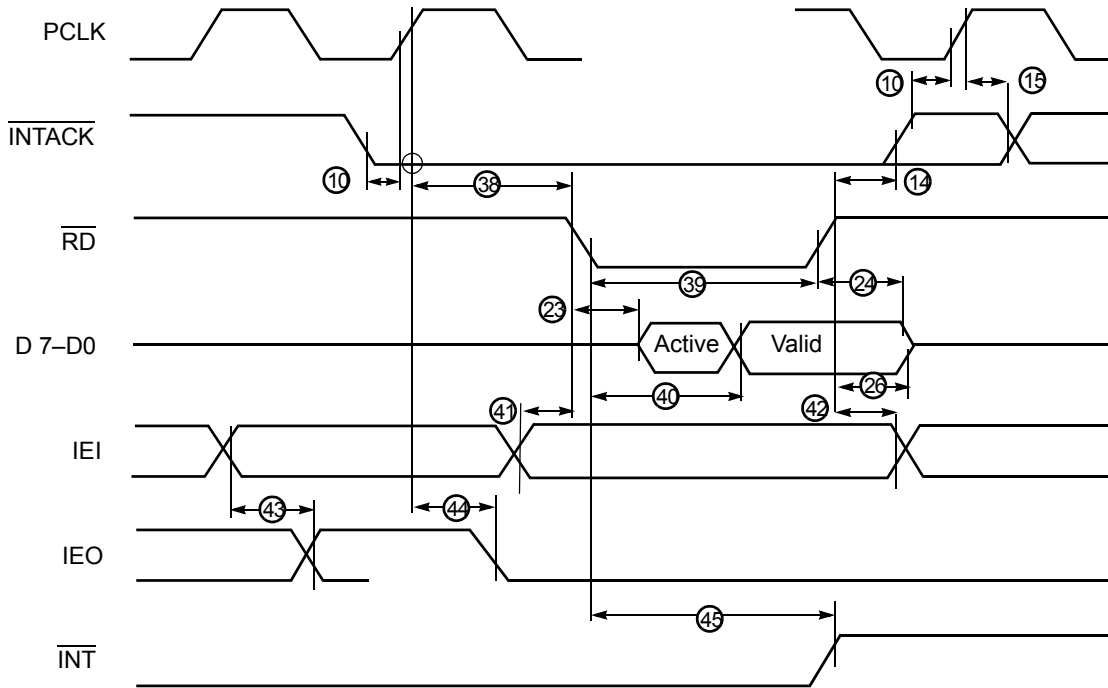 PCLK
10
15
INTACK
10
38
14
RD
39
24
23
D 7–D0
Active
Valid
26
40
41
42
IEI
43
44
IEO
45
INT